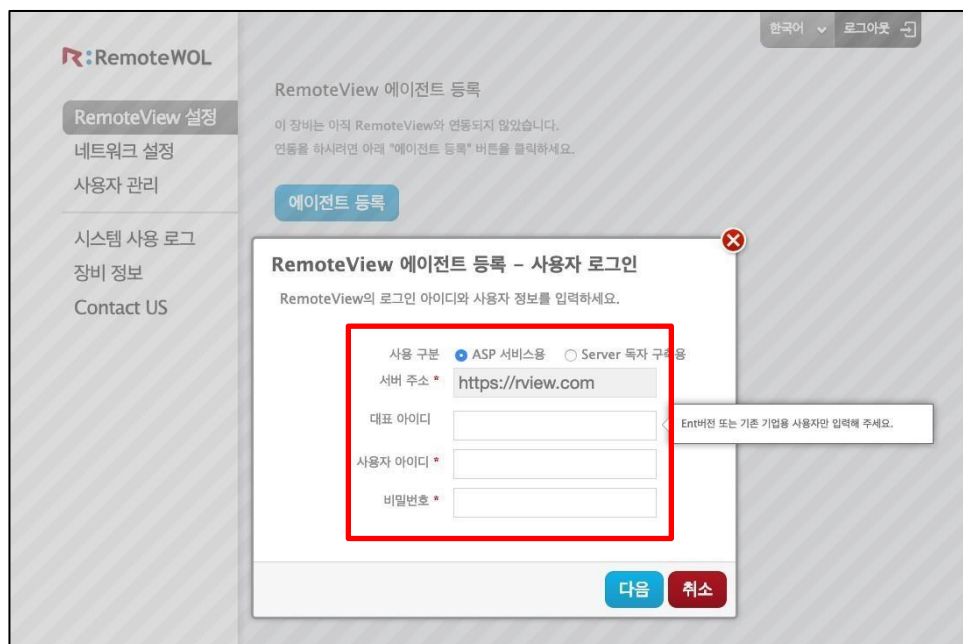 한국어
로그아웃
R:RemoteWOL
RemoteView 설정
네트워크 설정
사용자 관리
시스템 사용 로그
장비 정보
Contact US
RemoteView 에이전트 등록
이 장비는 아직 RemoteView와 연동되지 않았습니다.
연동을 하시려면 아래 "에이전트 등록" 버튼을 클릭하세요.
에이전트 등록
RemoteView 에이전트 등록 – 사용자 로그인
RemoteView의 로그인 아이디와 사용자 정보를 입력하세요.
사용 구분 ASP 서비스용 Server 독자 구축용
서버 주소 * https://rview.com
대표 아이디
Ent버전 또는 기존 기업용 사용자만 입력해 주세요.
사용자 아이디 *
비밀번호 *
다음 취소